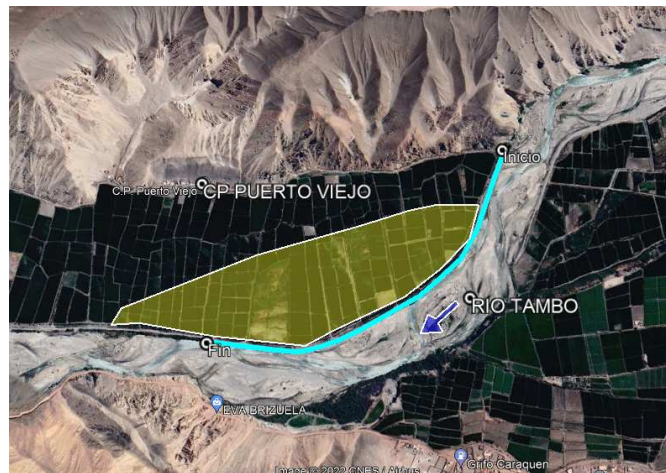 Inicio
C.P. Puerto Viejo
CP PUERTO VIEJO
RIO TAMBO
Fin
EVA BRIZUELA
Grifo Caraquen
Image © 2022 CNES / Airbus